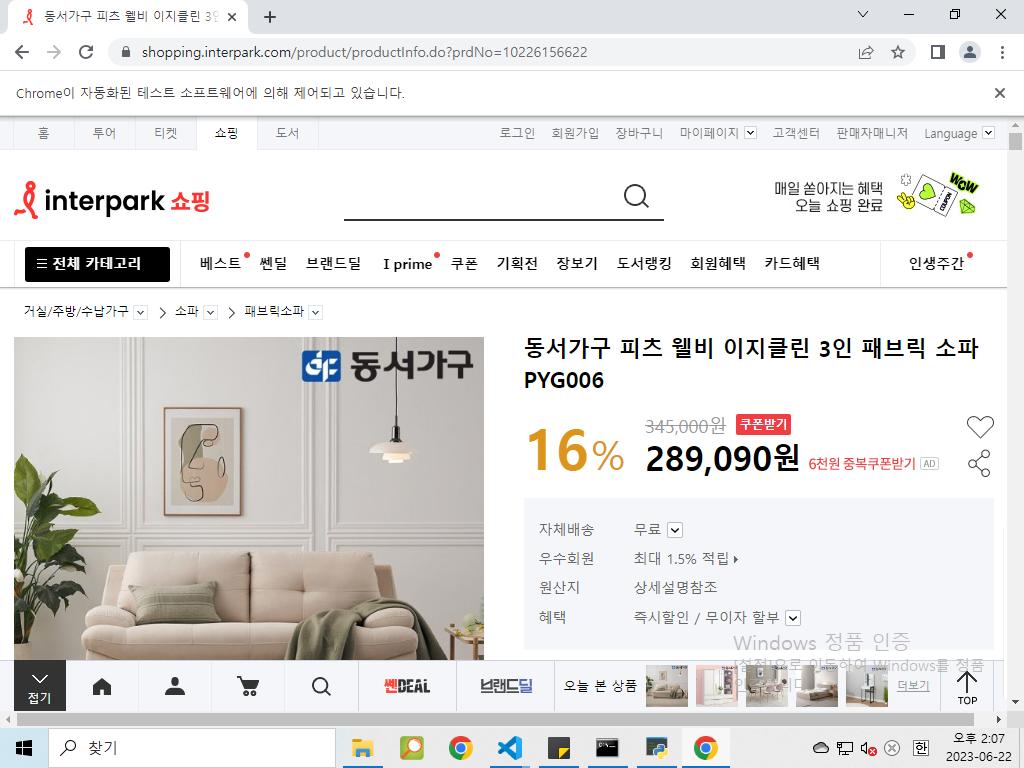 동서가구 피츠 웰비 이지클린 3인
shopping.interpark.com/product/productInfo.do?prdNo=10226156622
Chrome이 자동화된 테스트 소프트웨어에 의해 제어되고 있습니다.
홈 투어 티켓 쇼핑 도서 로그인 회원가입 장바구니 마이페이지 고객센터 판매자매니저 Language
interpark 쇼핑
매일 쏟아지는 혜택
오늘 쇼핑 완료
WOW
COUPON
전체 카테고리 베스트 쎈딜 브랜드딜 I prime 쿠폰 기획전 장보기 도서랭킹 회원혜택 카드혜택 인생주간
거실/주방/수납가구 소파 패브릭소파
동서가구
동서가구 피츠 웰비 이지클린 3인 패브릭 소파
PYG006
16% 345,000원 쿠폰받기
289,090원 6천원 중복쿠폰받기 AD
자체배송 무료
우수회원 최대 1.5% 적립
원산지 상세설명참조
혜택 즉시할인 / 무이자 할부
Windows 정품 인증
[설정]으로 이동하여 Windows를 정품
접기 쎈DEAL 브랜드딜 오늘 본 상품 더보기 TOP
찾기
한
오후 2:07
2023-06-22